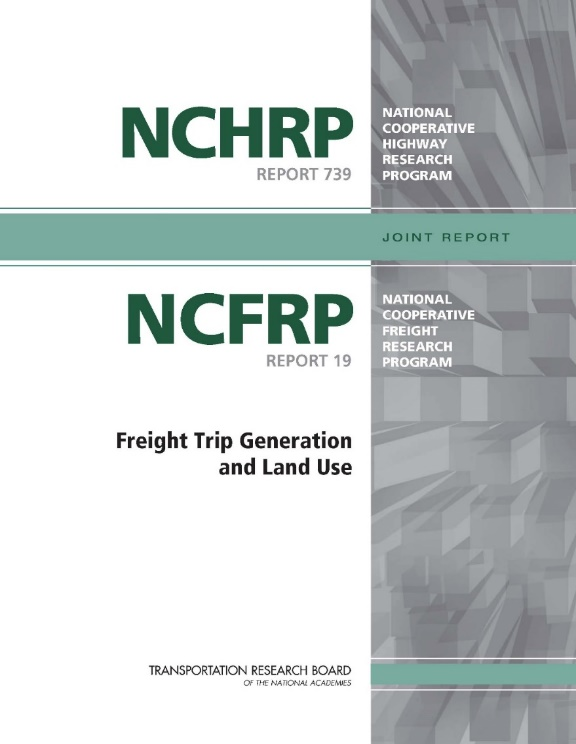 NCHRP
REPORT 739
NATIONAL
COOPERATIVE
HIGHWAY
RESEARCH
PROGRAM
JOINT REPORT
NCFRP
REPORT 19
NATIONAL
COOPERATIVE
FREIGHT
RESEARCH
PROGRAM
Freight Trip Generation
and Land Use
TRANSPORTATION RESEARCH BOARD
OF THE NATIONAL ACADEMIES